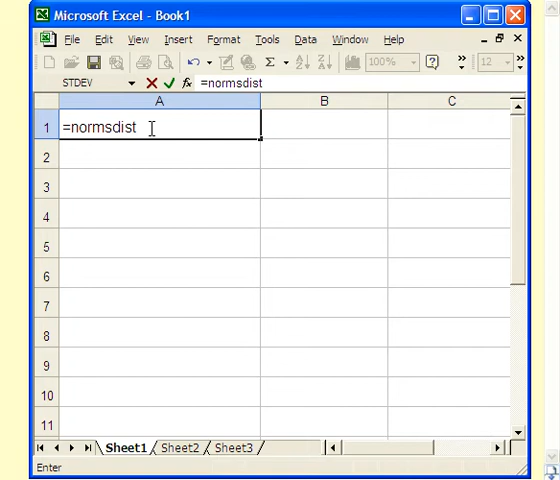 Microsoft Excel - Book1
File Edit View Insert Format Tools Data Window Help
100% 12
STDEV =normsdist
A B C
1 =normsdist
2
3
4
5
6
7
8
9
10
11
Sheet1 Sheet2 Sheet3
Enter